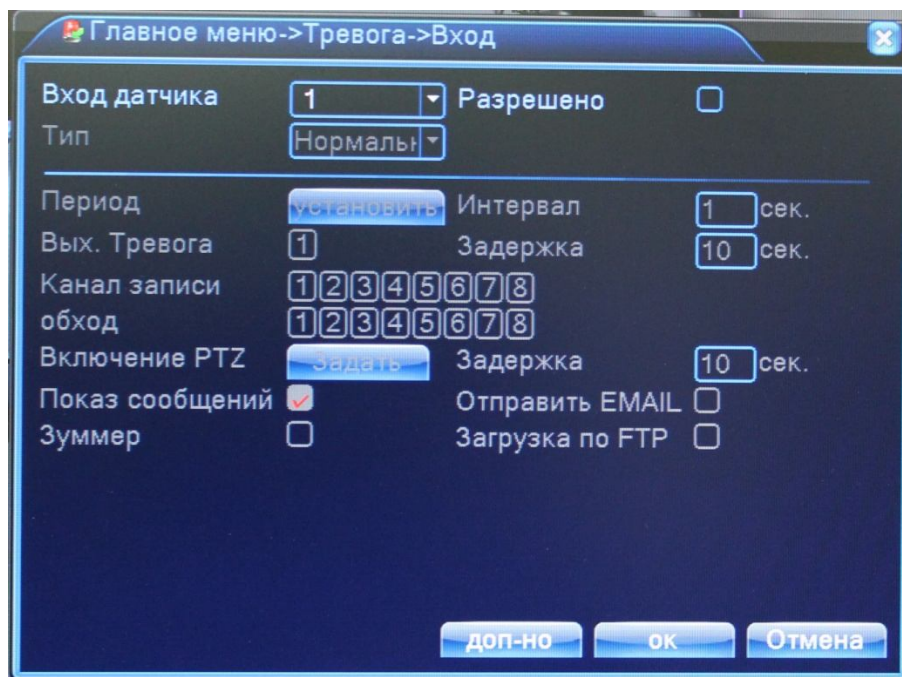 Главное меню->Тревога->Вход
Вход датчика 1 Разрешено
Тип Нормальн
Период установить Интервал 1 сек.
Вых. Тревога 1 Задержка 10 сек.
Канал записи 1 2 3 4 5 6 7 8
обход 1 2 3 4 5 6 7 8
Включение PTZ Задать Задержка 10 сек.
Показ сообщений Отправить EMAIL
Зуммер Загрузка по FTP
доп-но ок Отмена